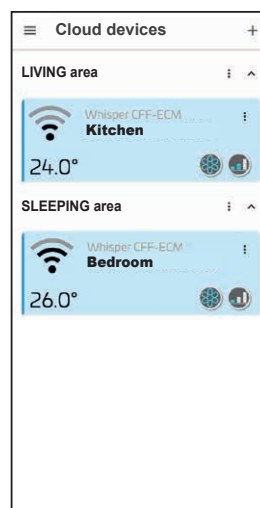 Cloud devices
LIVING area
Whisper CFF-ECM
Kitchen
24.0°
SLEEPING area
Whisper CFF-ECM
Bedroom
26.0°